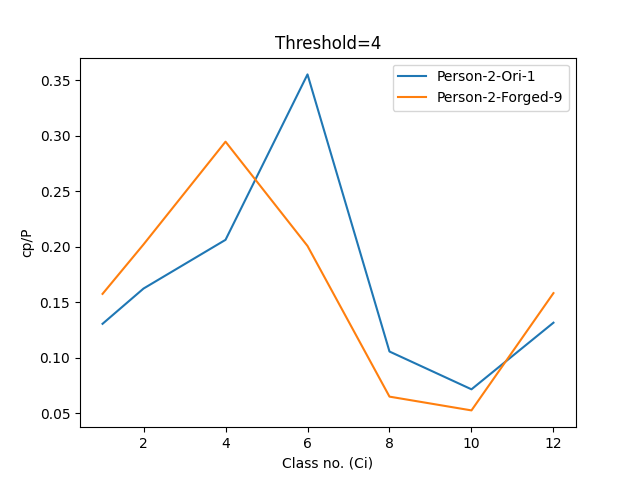 Threshold=4
Person-2-Ori-1
Person-2-Forged-9
cp/P
0.35
0.30
0.25
0.20
0.15
0.10
0.05
2 4 6 8 10 12
Class no. (Ci)